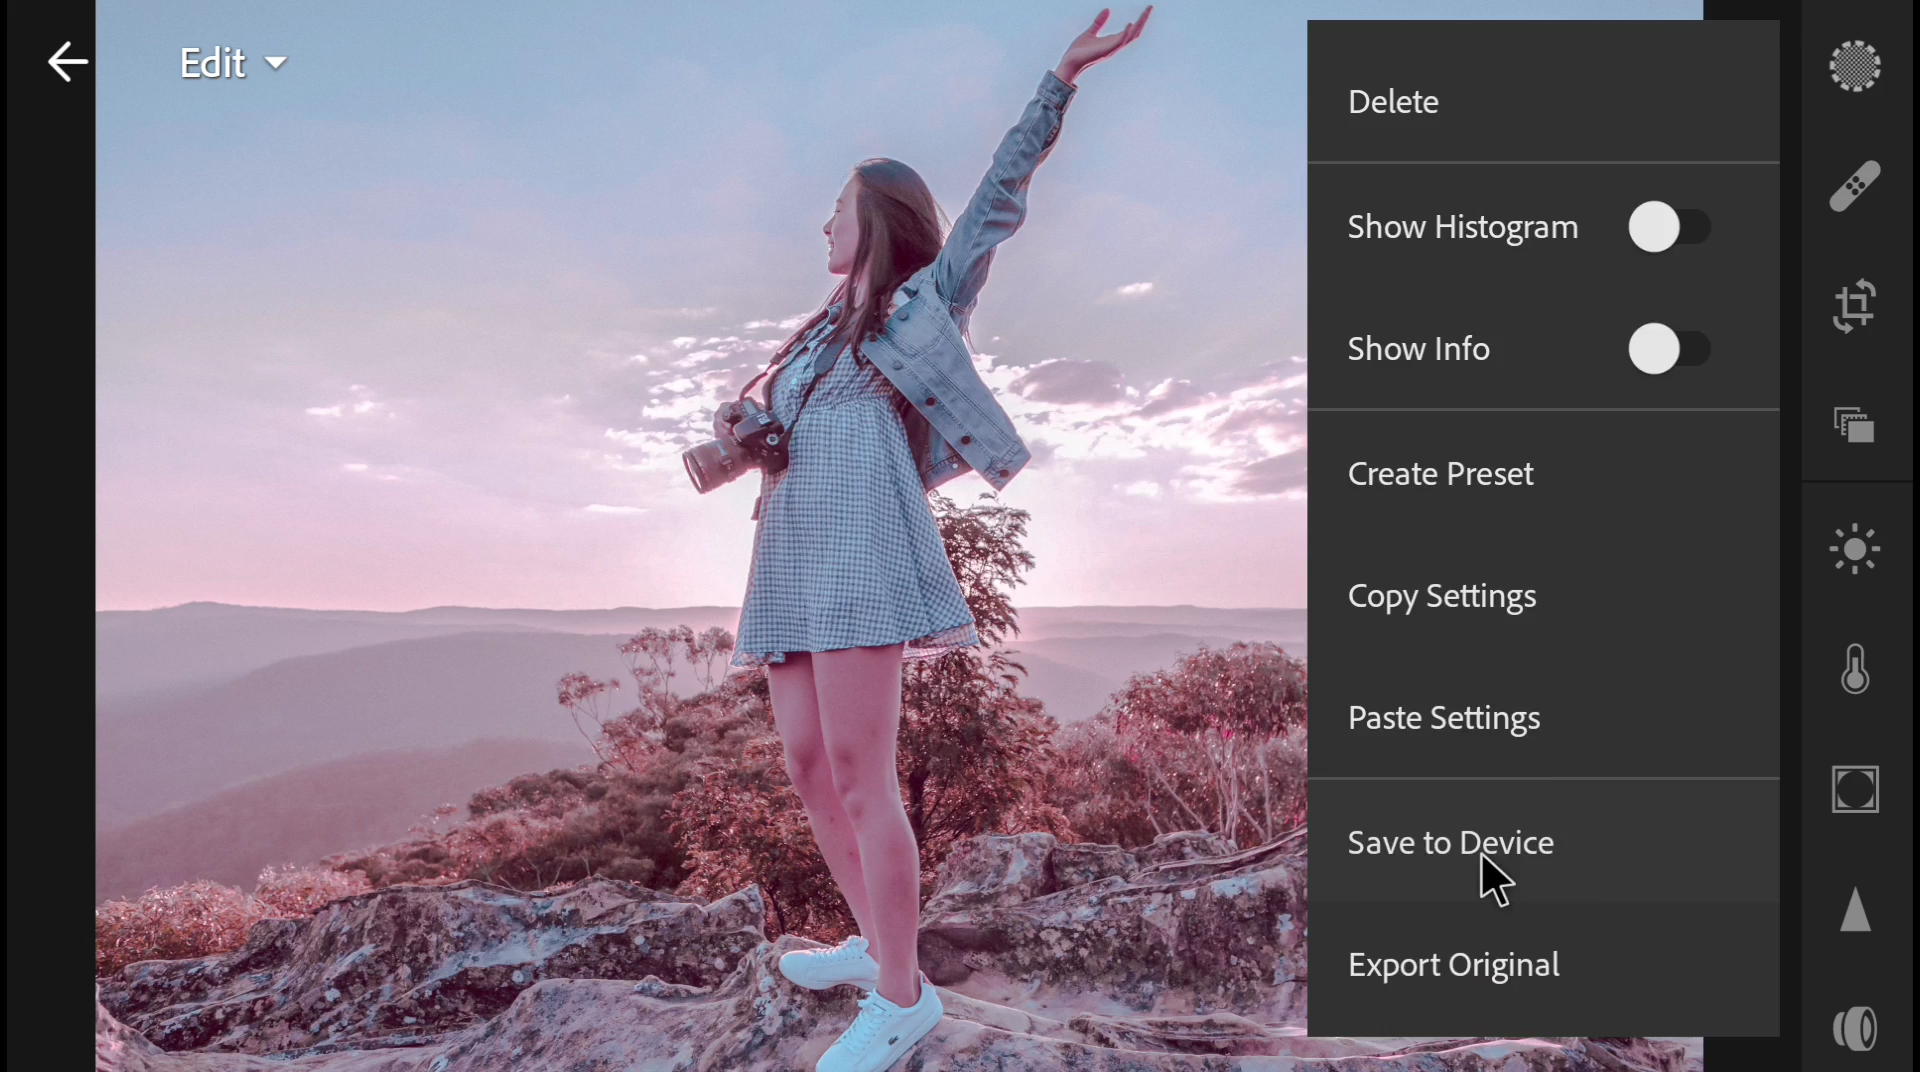 Edit
Delete
Show Histogram
Show Info
Create Preset
Copy Settings
Paste Settings
Save to Device
Export Original